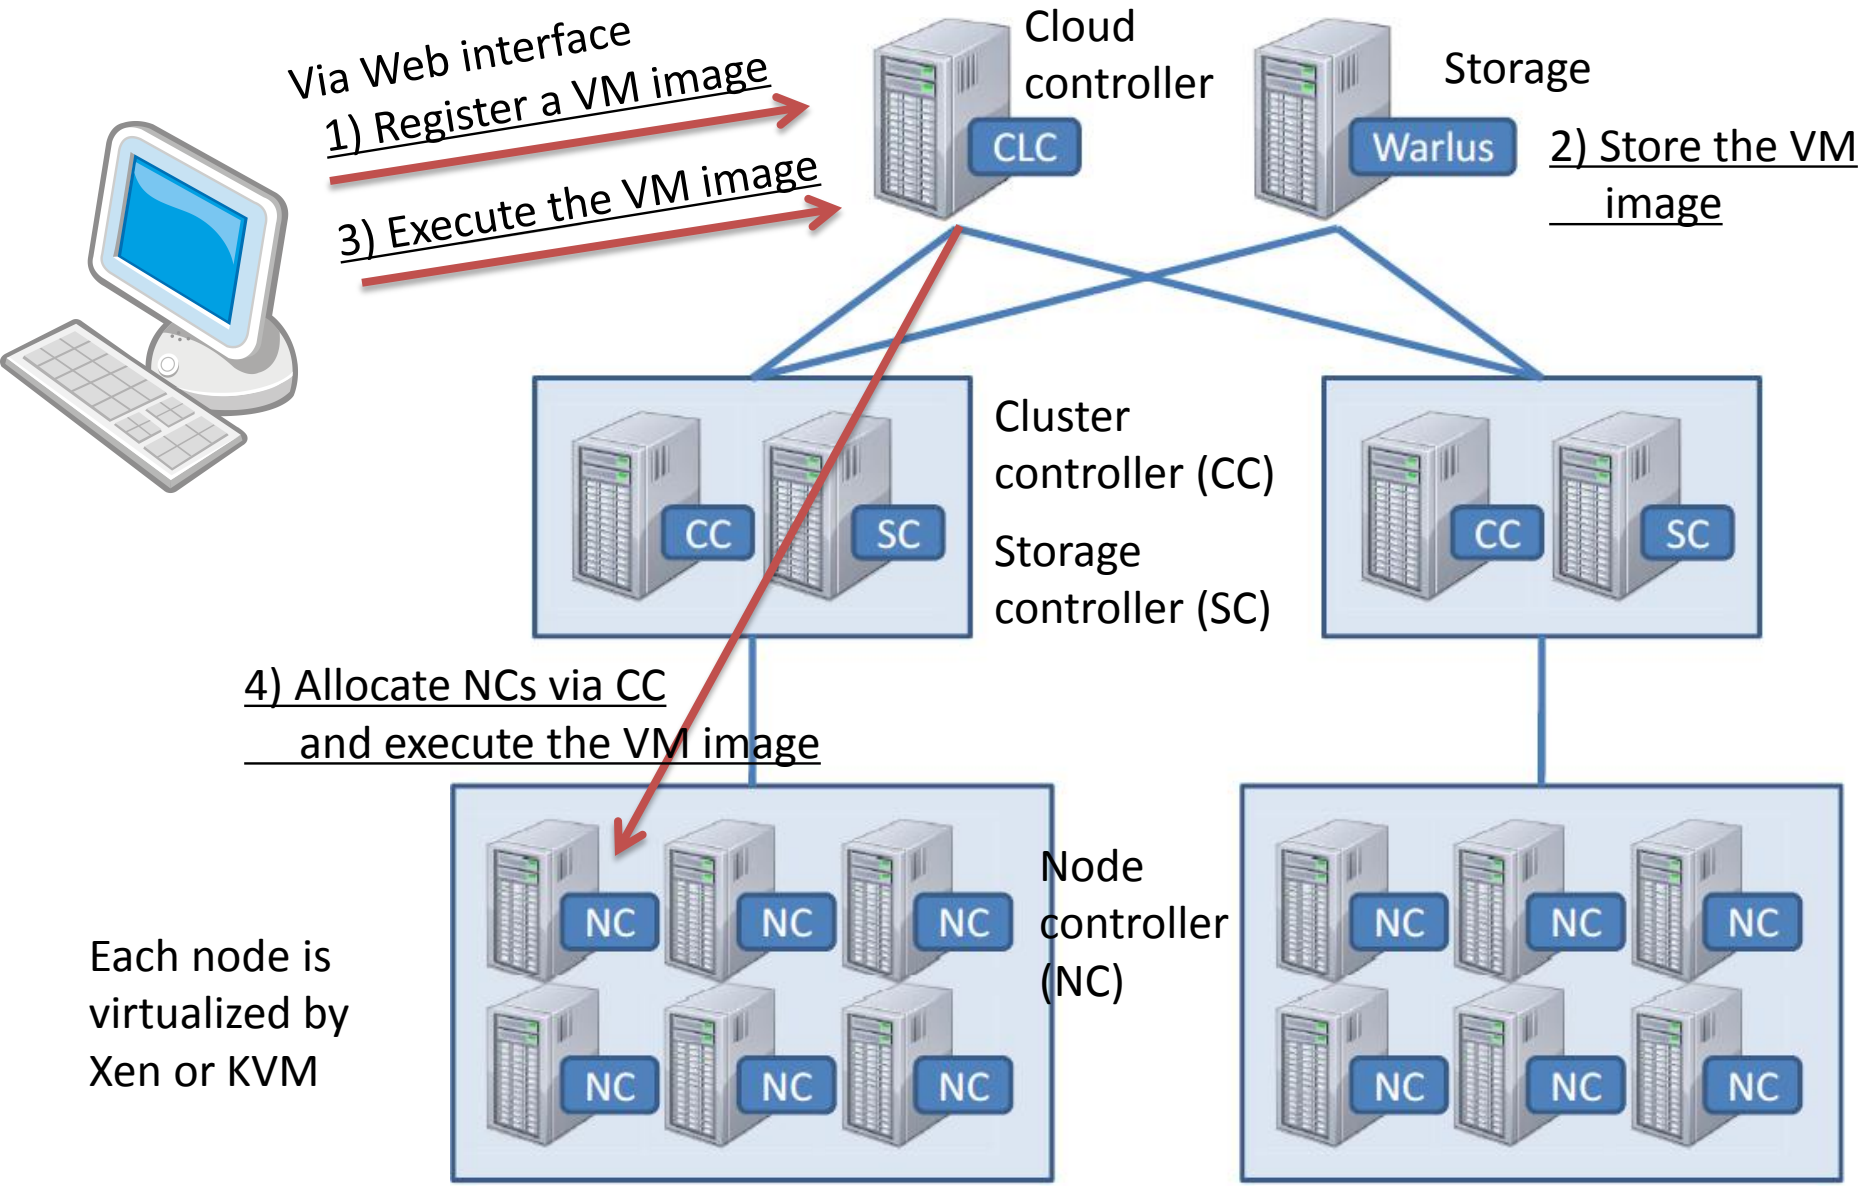 Via Web interface
1) Register a VM image
3) Execute the VM image
Cloud
controller
CLC
Storage
Warlus
2) Store the VM
image
CC
SC
Cluster
controller (CC)
Storage
controller (SC)
CC
SC
4) Allocate NCs via CC
and execute the VM image
NC
NC
NC
NC
NC
NC
Node
controller
(NC)
NC
NC
NC
NC
NC
NC
Each node is
virtualized by
Xen or KVM